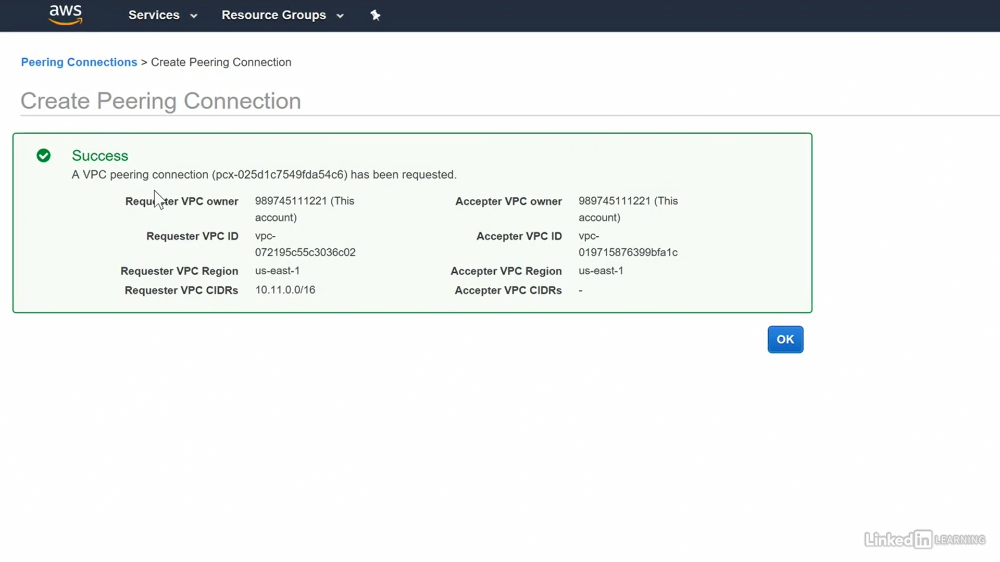 aws Services Resource Groups
Peering Connections > Create Peering Connection
Create Peering Connection
Success
A VPC peering connection (pcx-025d1c7549fda54c6) has been requested.
Requester VPC owner 989745111221 (This account)
Accepter VPC owner 989745111221 (This account)
Requester VPC ID vpc-072195c55c3036c02
Accepter VPC ID vpc-019715876399bfa1c
Requester VPC Region us-east-1
Accepter VPC Region us-east-1
Requester VPC CIDRs 10.11.0.0/16
Accepter VPC CIDRs -
OK
Linked in LEARNING